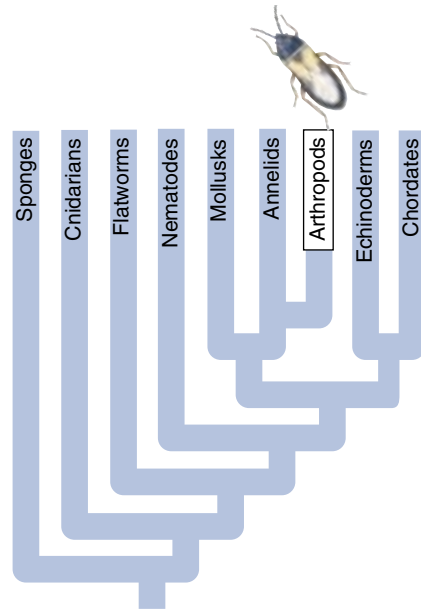 Sponges
Cnidarians
Flatworms
Nematodes
Mollusks
Annelids
Arthropods
Echinoderms
Chordates